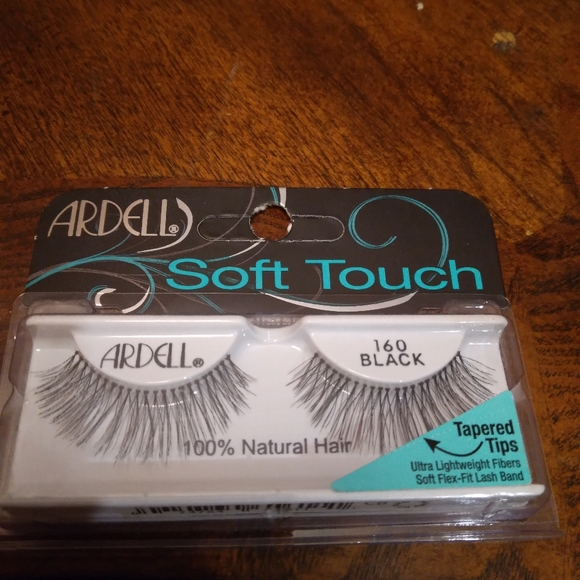 ARDELL®
Soft Touch
ARDELL®
160
BLACK
100% Natural Hair
Tapered
Tips
Ultra Lightweight Fibers
Soft Flex-Fit Lash Band